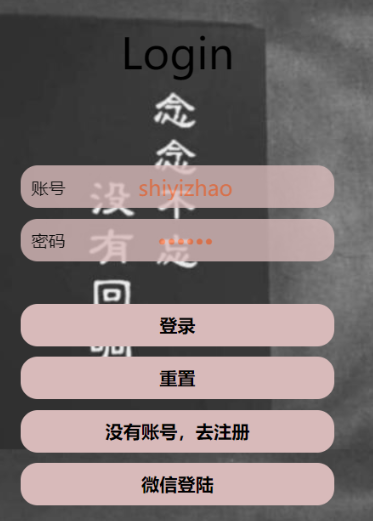 Login
念念不忘
没有回响
账号 shiyizhao
密码 ●●●●●●
登录
重置
没有账号，去注册
微信登陆